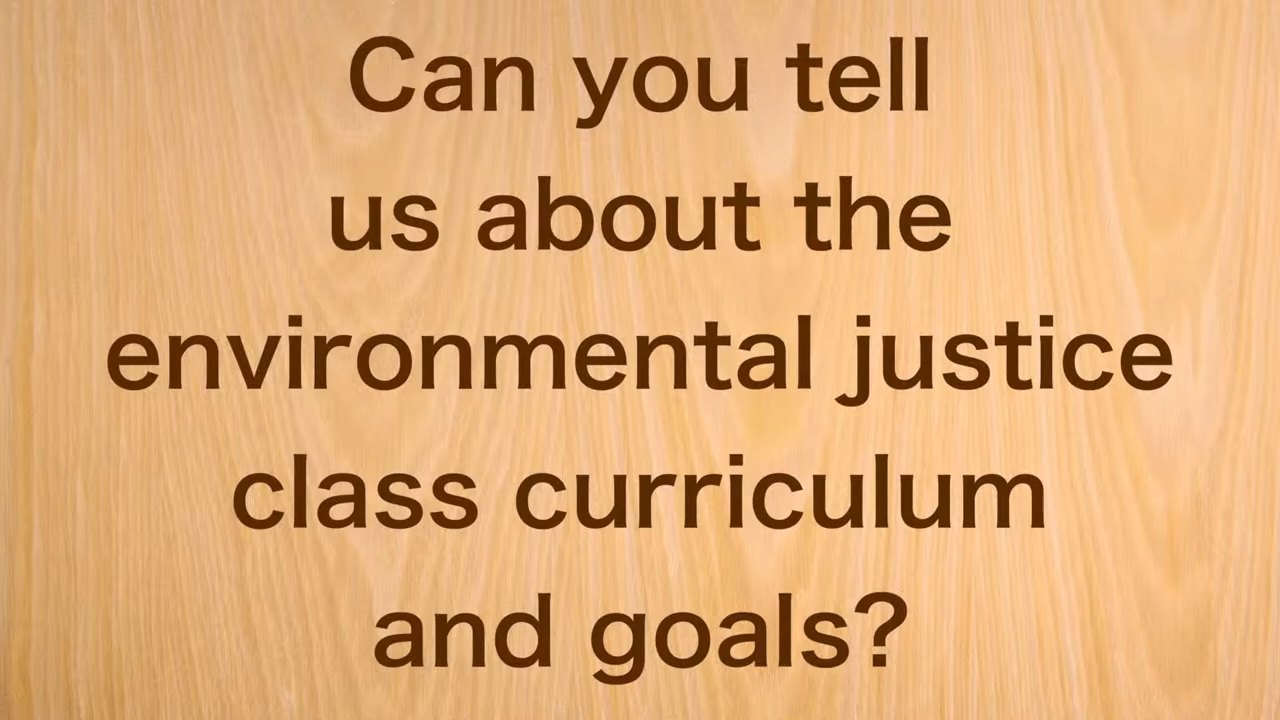 Can you tell
us about the
environmental justice
class curriculum
and goals?